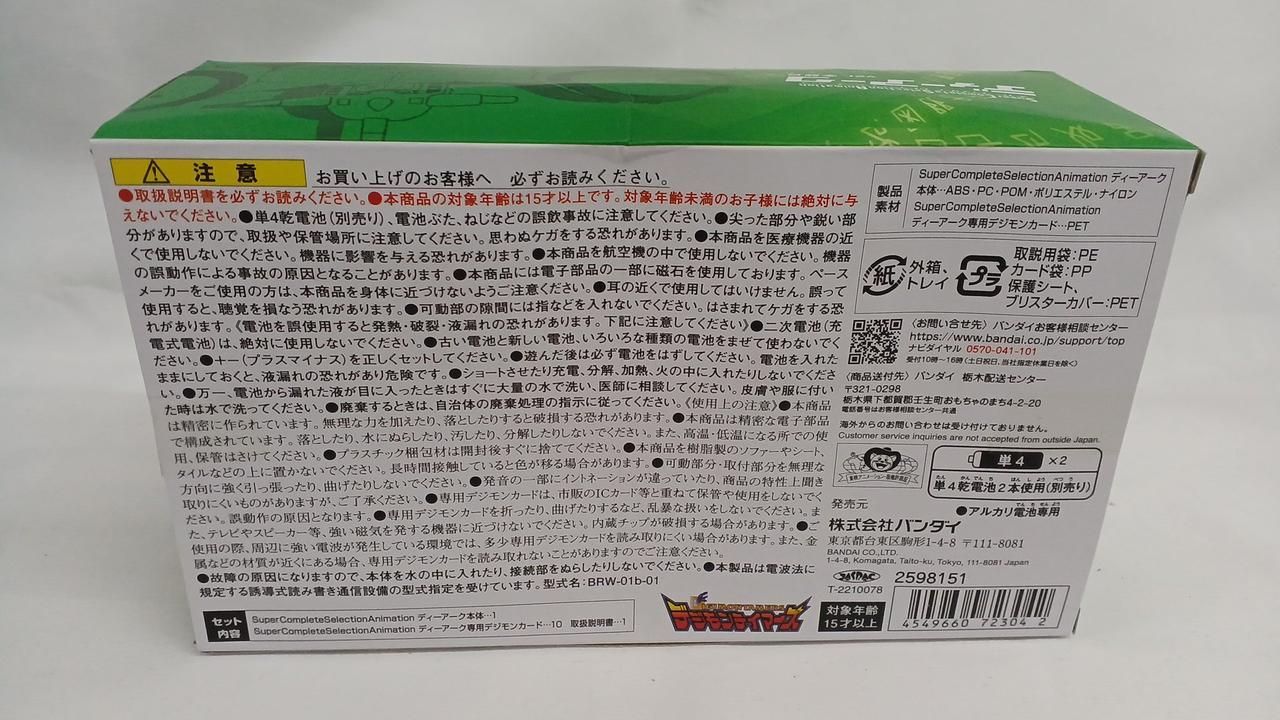 注意
お買い上げのお客様へ 必ずお読みください。
●取扱説明書を必ずお読みください。●本商品の対象年齢は15才以上です。対象年齢未満のお子様には絶対に与
えないでください。●単4乾電池(別売り)、電池ぶた、ねじなどの誤飲事故に注意してください。●尖った部分や鋭い部
分がありますので、取扱や保管場所に注意してください。思わぬケガをする恐れがあります。●本商品を医療機器の近
くで使用しないでください。機器に影響を与える恐れがあります。●本商品を航空機の中で使用しないでください。機器
の誤動作による事故の原因となることがあります。●本商品には電子部品の一部に磁石を使用しております。ペース
メーカーをご使用の方は、本商品を身体に近づけないようご注意ください。●耳の近くで使用してはいけません。誤って
使用すると、聴覚を損なう恐れがあります。●可動部の隙間には指などを入れないでください。はさまれてケガをする恐
れがあります。《電池を誤使用すると発熱・破裂・液漏れの恐れがあります。下記に注意してください》●二次電池(充
電式電池)は、絶対に使用しないでください。●古い電池と新しい電池、いろいろな種類の電池をまぜて使わないでく
ださい。●+−(プラスマイナス)を正しくセットしてください。●遊んだ後は必ず電池をはずしてください。電池を入れた
ままにしておくと、液漏れの恐れがあり危険です。●ショートさせたり充電、分解、加熱、火の中に入れたりしないでくだ
さい。●万一、電池から漏れた液が目に入ったときはすぐに大量の水で洗い、医師に相談してください。皮膚や服に付い
た時は水で洗ってください。●廃棄するときは、自治体の廃棄処理の指示に従ってください。《使用上の注意》●本商品
は精密に作られています。無理な力を加えたり、落としたりすると破損する恐れがあります。●本商品は精密な電子部品
で構成されています。落としたり、水にぬらしたり、汚したり、分解したりしないでください。また、高温・低温になる所での使
用、保管はさけてください。●プラスチック梱包材は開封後すぐに捨ててください。●本商品を樹脂製のソファーやシート、
タイルなどの上に置かないでください。長時間接触していると色が移る場合があります。●可動部分・取付部分を無理な
方向に強く引っ張ったり、曲げたりしないでください。●発音の一部にイントネーションが違っていたり、商品の特性上聞き
取りにくいものがありますがご了承ください。●専用デジモンカードは、市販のICカード等と重ねて保管や使用をしないでく
ださい。誤動作の原因となります。●専用デジモンカードを折ったり、曲げたりするなど、乱暴な扱いをしないでください。ま
た、テレビやスピーカー等、強い磁気を発する機器に近づけないでください。内蔵チップが破損する場合があります。●ご
使用の際、周辺に強い電波が発生している環境では、多少専用デジモンカードを読み取りにくい場合があります。また、金
属などの材質が近くにある場合、専用デジモンカードを読み取れないことがありますのでご注意ください。
●故障の原因になりますので、本体を水の中に入れたり、接続部をぬらしたりしないでください。●本製品は電波法に
規定する誘導式読み書き通信設備の型式指定を受けています。型式名:BRW-01b-01
セット内容
SuperCompleteSelectionAnimation ディーアーク本体…1
SuperCompleteSelectionAnimation ディーアーク専用デジモンカード…10 取扱説明書…1
デジモンテイマーズ
製品素材
SuperCompleteSelectionAnimation ディーアーク
本体…ABS・PC・POM・ポリエステル・ナイロン
SuperCompleteSelectionAnimation
ディーアーク専用デジモンカード…PET
紙
外箱、
トレイ
プラ
取説用袋:PE
カード袋:PP
保護シート、
ブリスターカバー:PET
〈お問い合せ先〉バンダイお客様相談センター
https://www.bandai.co.jp/support/top
ナビダイヤル 0570-041-101
受付10時〜16時(土日祝日、当社指定休業日を除く)
〈商品送付先〉バンダイ 栃木配送センター
〒321-0298
栃木県下都賀郡壬生町おもちゃのまち4-2-20
電話番号はお客様相談センター共通
海外からのお問い合わせは受け付けておりません。
Customer service inquiries are not accepted from outside Japan.
単4 ×2
単4乾電池2本使用(別売り)
●アルカリ電池専用
発売元
株式会社バンダイ
東京都台東区駒形1-4-8 〒111-8081
BANDAI CO.,LTD.
1-4-8, Komagata, Taito-ku, Tokyo, 111-8081 Japan
T-2210078
2598151
対象年齢
15才以上
4549660 72304 2